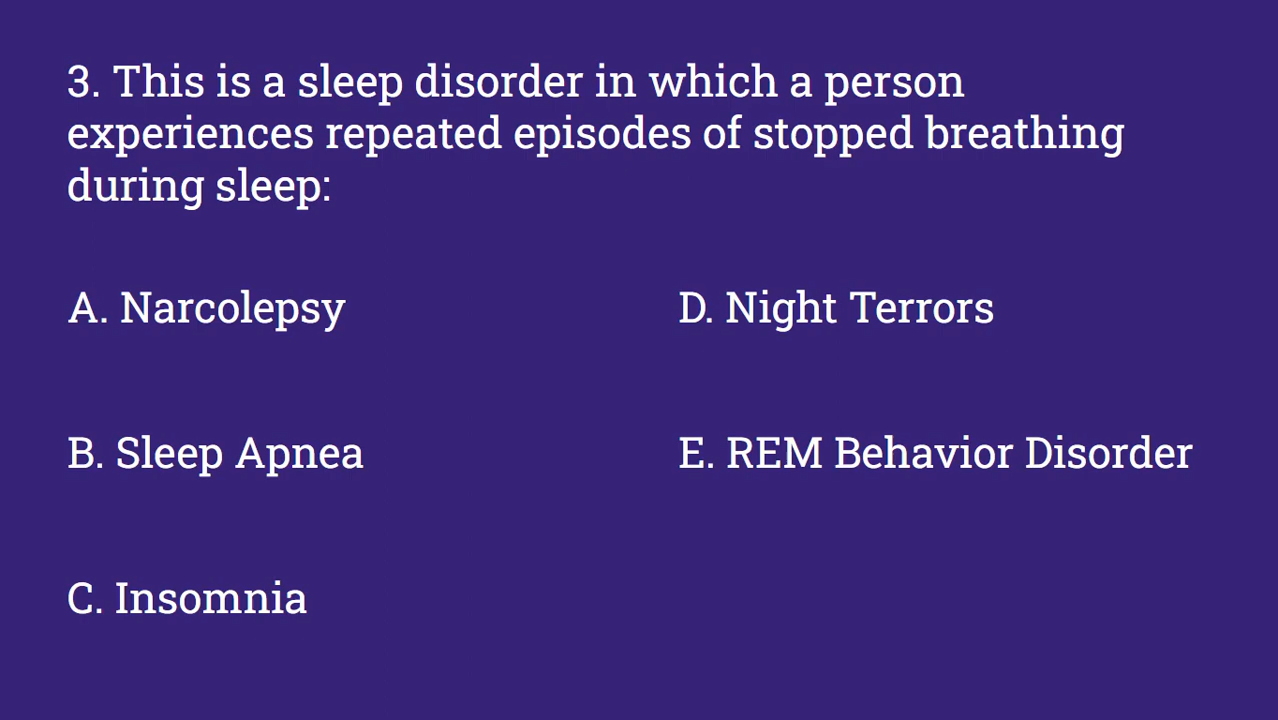 3. This is a sleep disorder in which a person
experiences repeated episodes of stopped breathing
during sleep:
A. Narcolepsy
B. Sleep Apnea
C. Insomnia
D. Night Terrors
E. REM Behavior Disorder